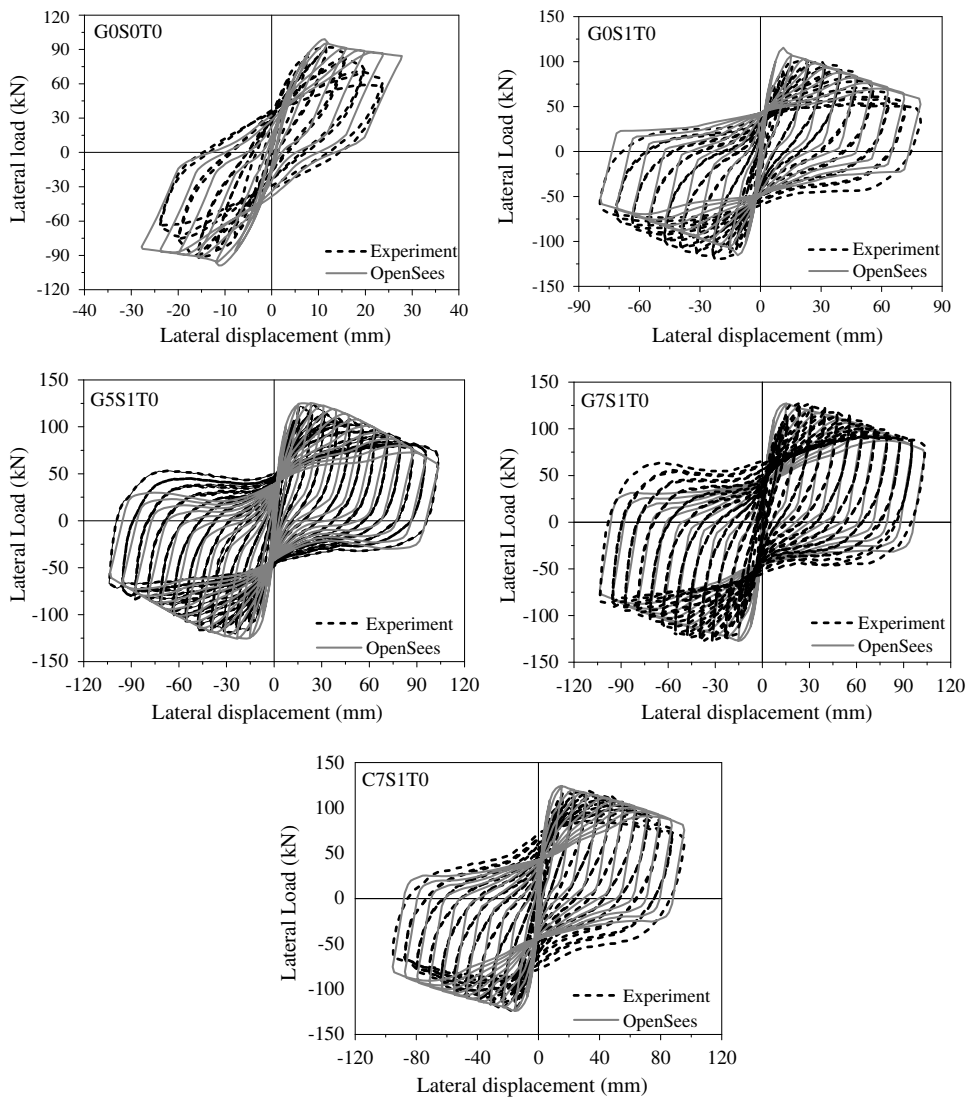 G0S0T0
120
90
60
30
0
-30
-60
-90
-120
Lateral load (kN)
-40 -30 -20 -10 0 10 20 30 40
Lateral displacement (mm)
Experiment
OpenSees
G0S1T0
150
100
50
0
-50
-100
-150
Lateral Load (kN)
-90 -60 -30 0 30 60 90
Lateral displacement (mm)
Experiment
OpenSees
G5S1T0
150
100
50
0
-50
-100
-150
Lateral Load (kN)
-120 -90 -60 -30 0 30 60 90 120
Lateral displacement (mm)
Experiment
OpenSees
G7S1T0
150
100
50
0
-50
-100
-150
Lateral Load (kN)
-120 -90 -60 -30 0 30 60 90 120
Lateral displacement (mm)
Experiment
OpenSees
C7S1T0
150
100
50
0
-50
-100
-150
Lateral Load (kN)
-120 -80 -40 0 40 80 120
Lateral displacement (mm)
Experiment
OpenSees